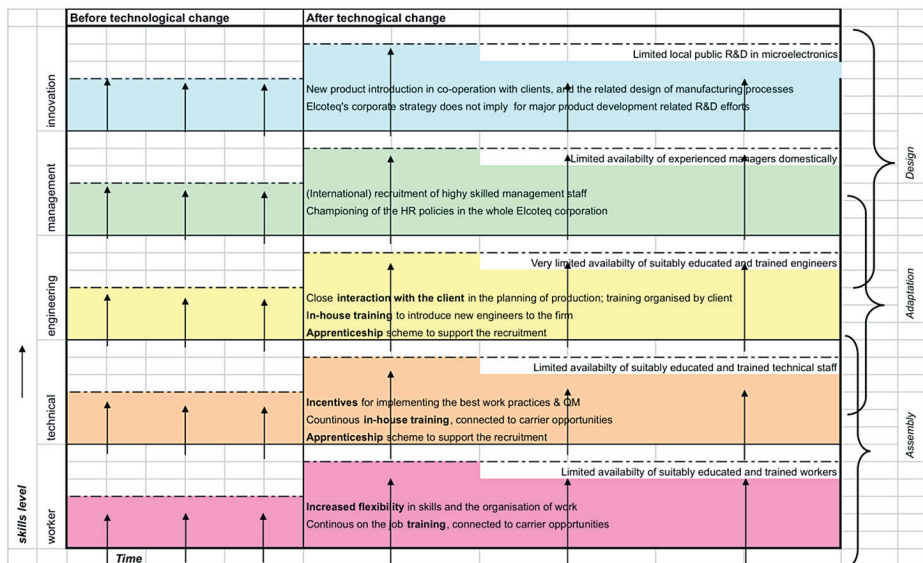 Before technological change
After technogical change
Limited local public R&D in microelectronics
innovation
New product introduction in co-operation with clients, and the related design of manufacturing processes
Elcoteq's corporate strategy does not imply for major product development related R&D efforts
Design
Limited availabilty of experienced managers domestically
management
(International) recruitment of highly skilled management staff
Championing of the HR policies in the whole Elcoteq corporation
Very limited availabilty of suitably educated and trained engineers
Adaptation
engineering
Close interaction with the client in the planning of production; training organised by client
In-house training to introduce new engineers to the firm
Apprenticeship scheme to support the recruitment
Limited availabilty of suitably educated and trained technical staff
technical
Incentives for implementing the best work practices & QM
Countinous in-house training, connected to carrier opportunities
Apprenticeship scheme to support the recruitment
Assembly
Limited availabilty of suitably educated and trained workers
skills level
worker
Increased flexibility in skills and the organisation of work
Continous on the job training, connected to carrier opportunities
Time